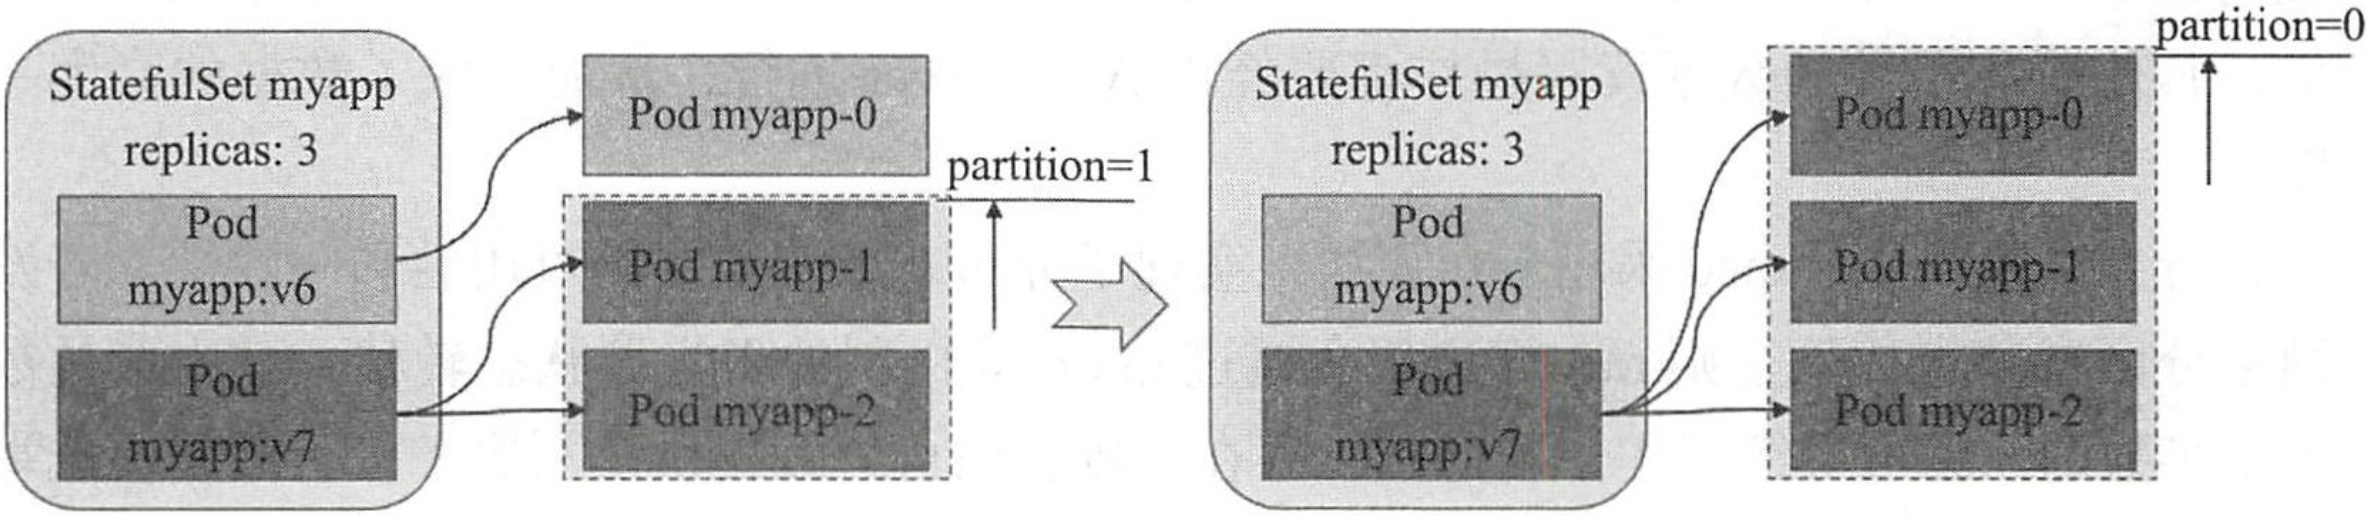 StatefulSet myapp
replicas: 3
Pod
myapp:v6
Pod
myapp:v7
Pod myapp-0
Pod myapp-1
Pod myapp-2
partition=1
StatefulSet myapp
replicas: 3
Pod
myapp:v6
Pod
myapp:v7
Pod myapp-0
Pod myapp-1
Pod myapp-2
partition=0